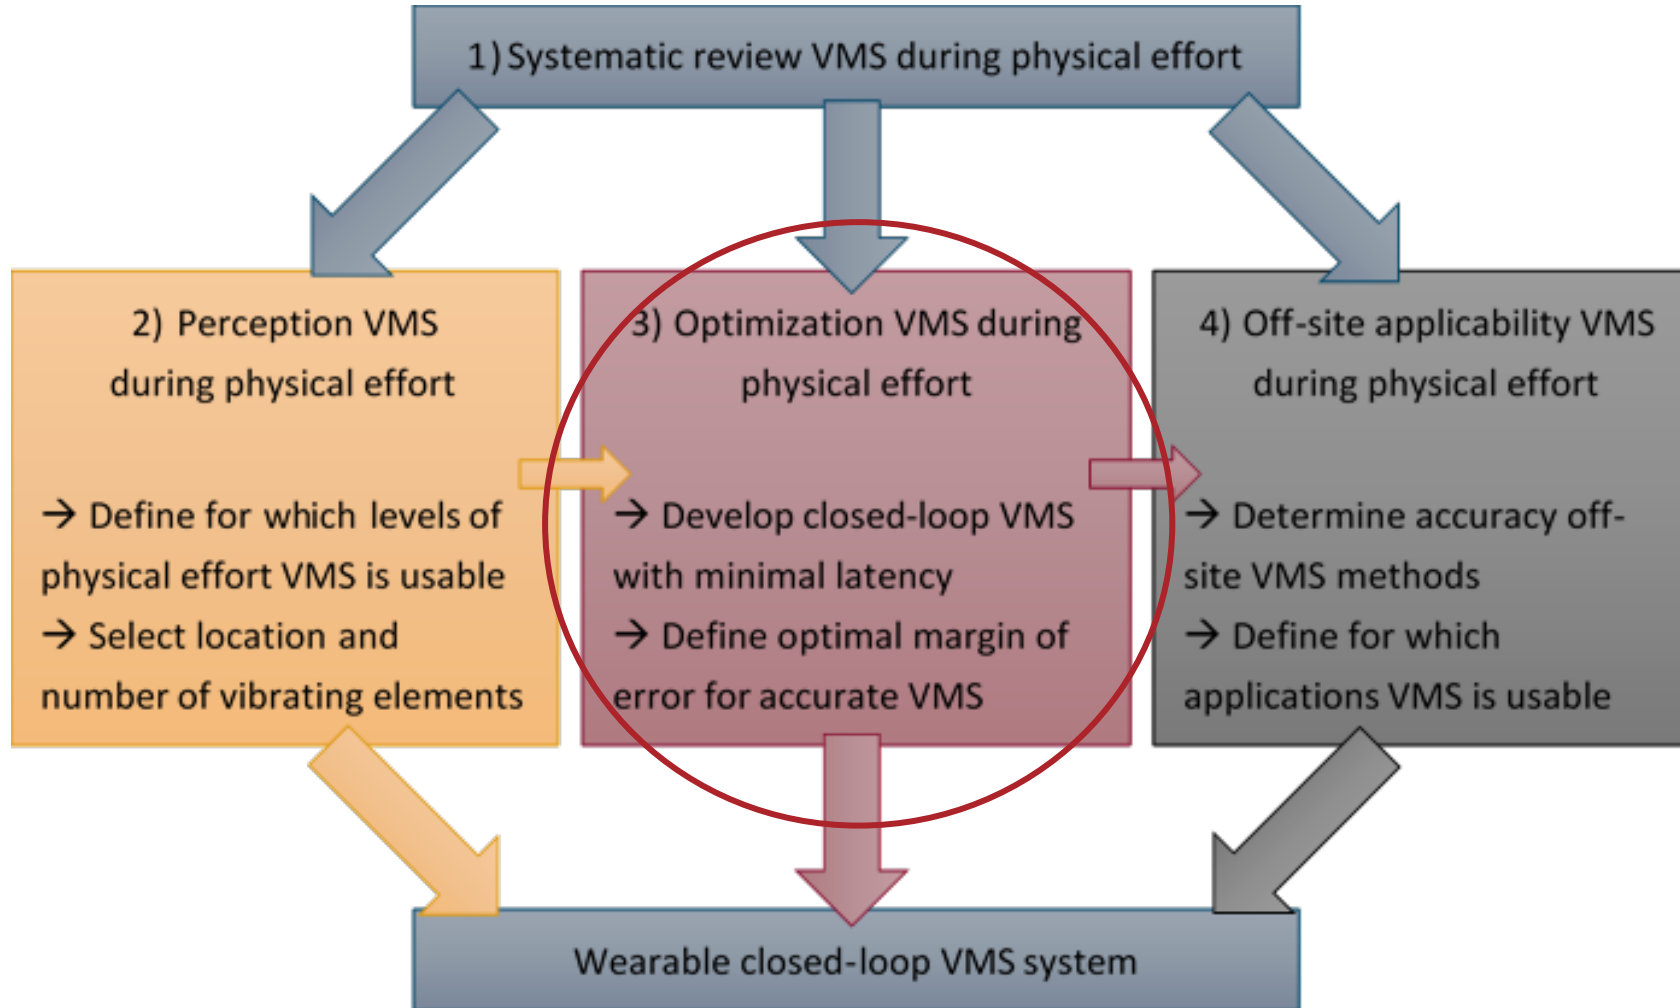 1) Systematic review VMS during physical effort
2) Perception VMS
during physical effort
→ Define for which levels of
physical effort VMS is usable
→ Select location and
number of vibrating elements
3) Optimization VMS during
physical effort
→ Develop closed-loop VMS
with minimal latency
→ Define optimal margin of
error for accurate VMS
4) Off-site applicability VMS
during physical effort
→ Determine accuracy off-
site VMS methods
→ Define for which
applications VMS is usable
Wearable closed-loop VMS system